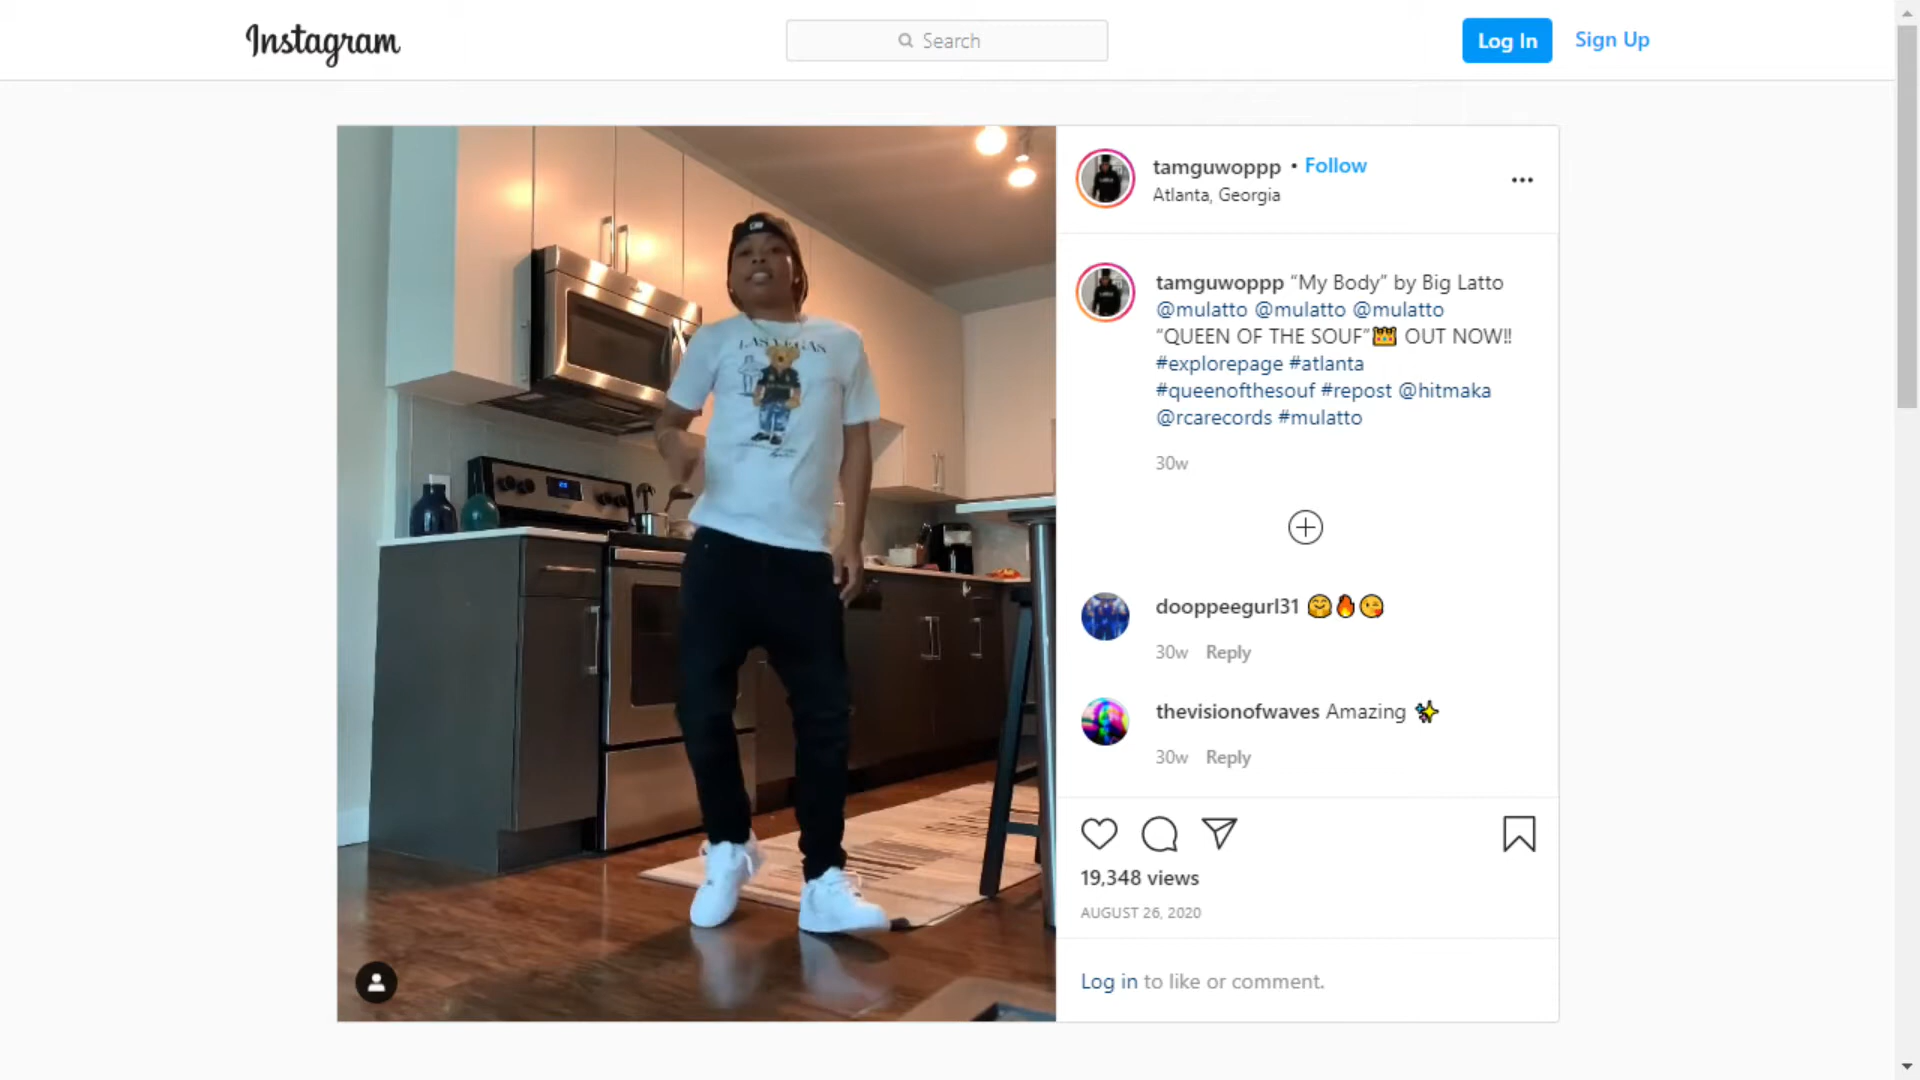 Instagram
Search
Log In
Sign Up
tamguwoppp • Follow
Atlanta, Georgia
tamguwoppp “My Body” by Big Latto
@mulatto @mulatto @mulatto
“QUEEN OF THE SOUF”👑 OUT NOW!!
#explorepage #atlanta
#queenofthesouf #repost @hitmaka
@rcarecords #mulatto
30w
dooppeegurl31 🤗🔥😘
30w Reply
thevisionofwaves Amazing ✨
30w Reply
19,348 views
AUGUST 26, 2020
Log in to like or comment.
LAS VEGAS